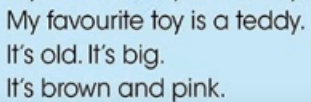 My favourite toy is a teddy.
It's old. It's big.
It's brown and pink.